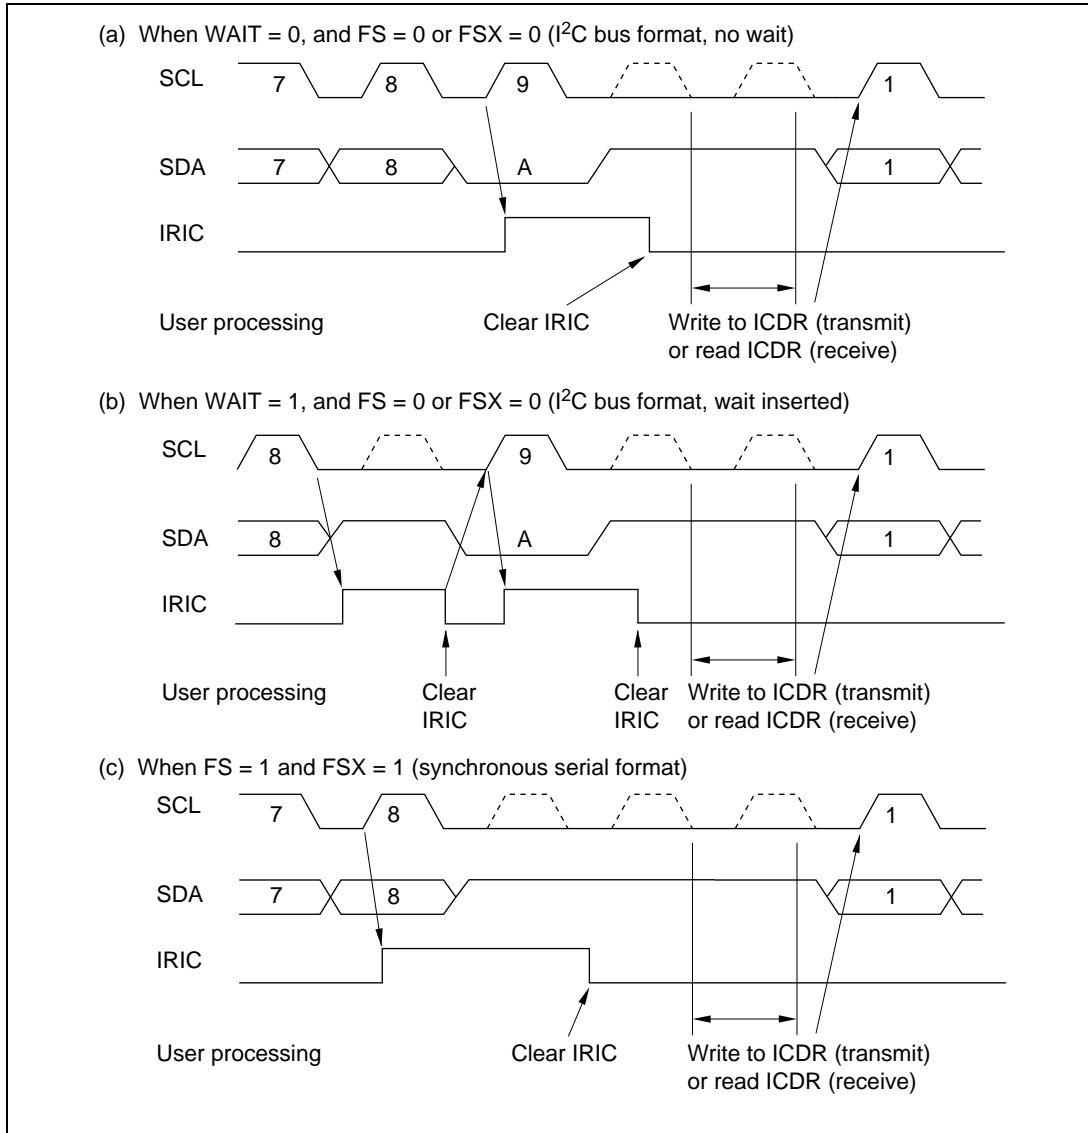 (a) When WAIT = 0, and FS = 0 or FSX = 0 (I²C bus format, no wait)
SCL 7 8 9 1
SDA 7 8 A 1
IRIC
User processing Clear IRIC Write to ICDR (transmit)
or read ICDR (receive)
(b) When WAIT = 1, and FS = 0 or FSX = 0 (I²C bus format, wait inserted)
SCL 8 9 1
SDA 8 A 1
IRIC
User processing Clear Clear Write to ICDR (transmit)
IRIC IRIC or read ICDR (receive)
(c) When FS = 1 and FSX = 1 (synchronous serial format)
SCL 7 8 1
SDA 7 8 1
IRIC
User processing Clear IRIC Write to ICDR (transmit)
or read ICDR (receive)